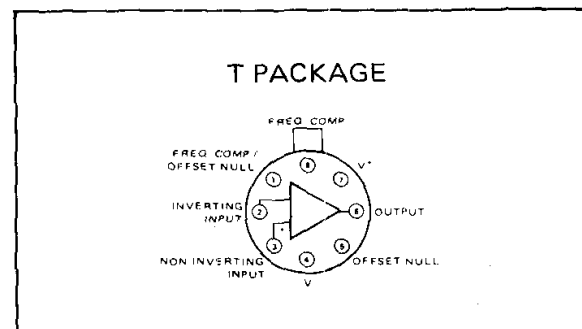 T PACKAGE
FREQ COMP
FREQ COMP /
OFFSET NULL
8
1
7
V+
INVERTING
INPUT
2
6
OUTPUT
3
+
NON INVERTING
INPUT
4
5
OFFSET NULL
V